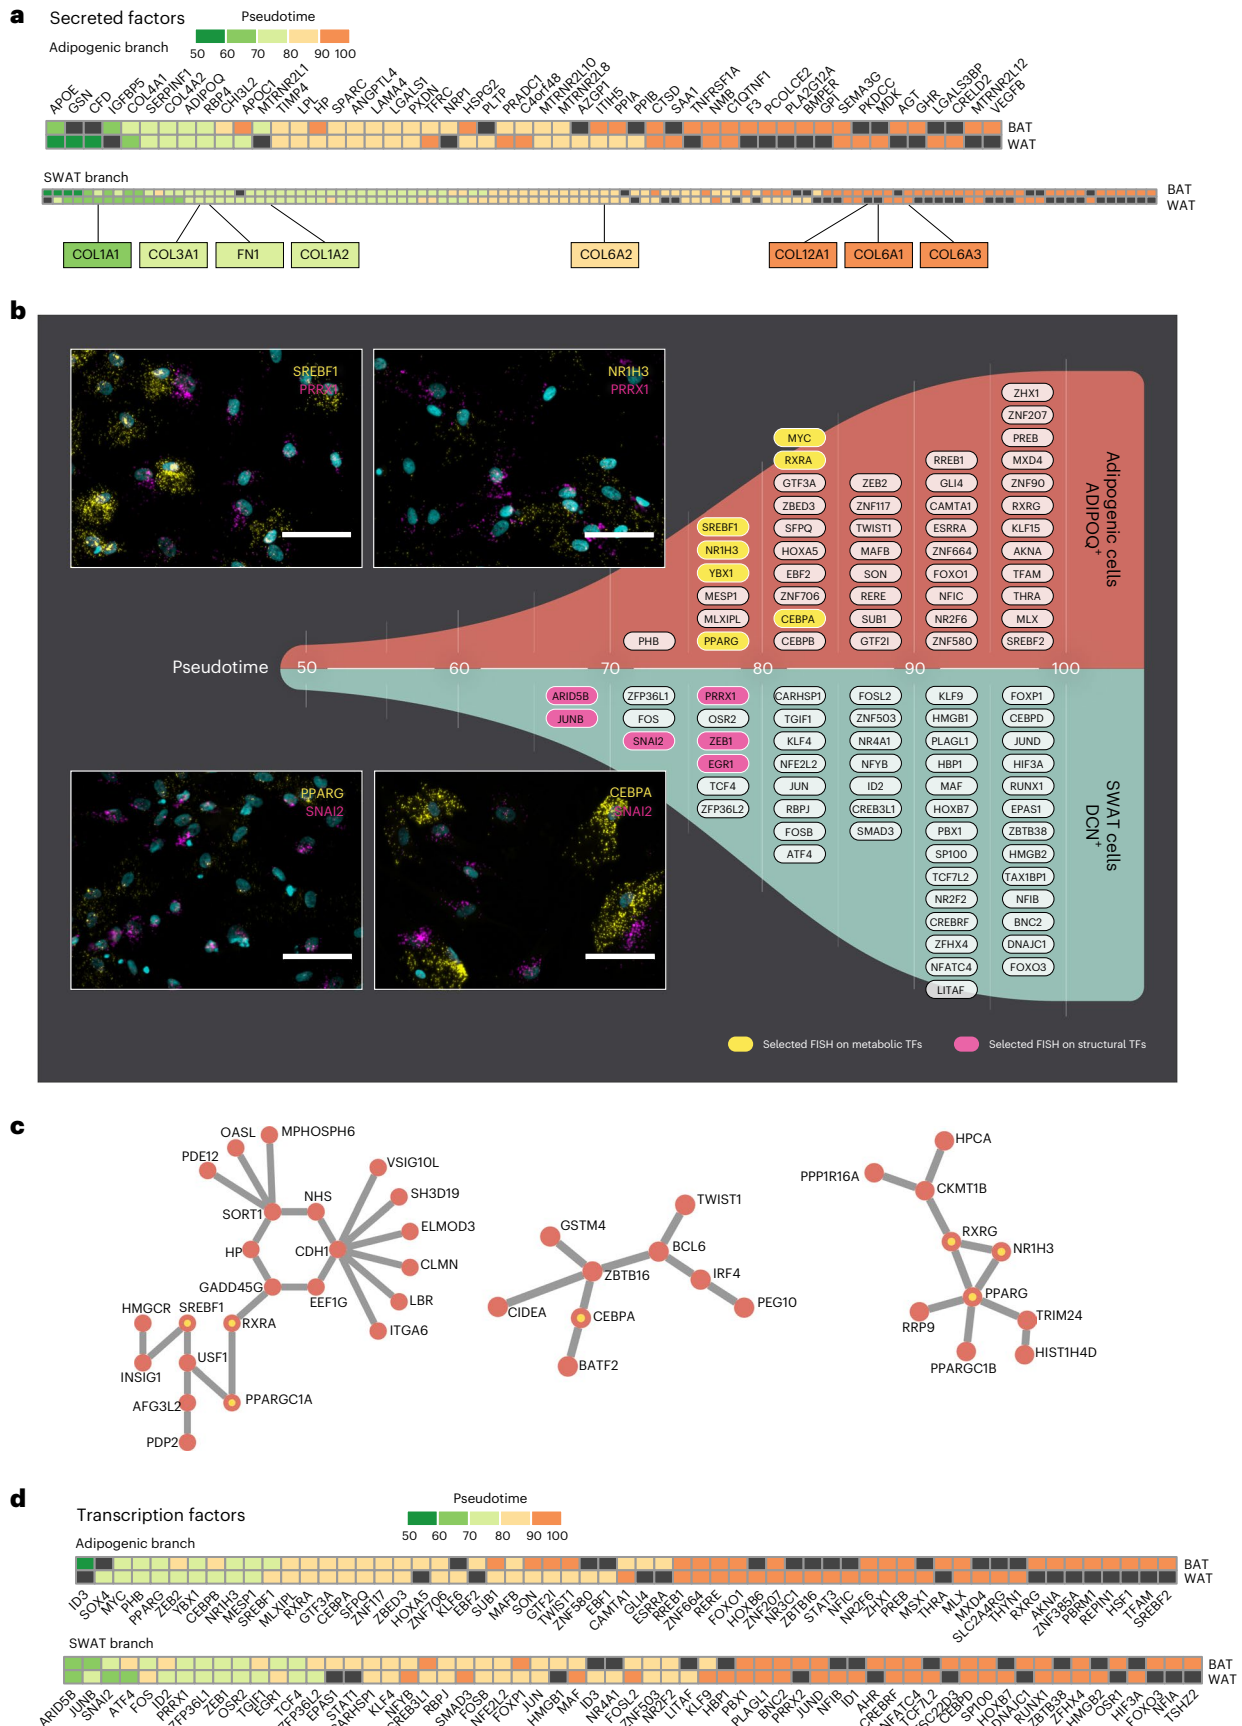 a
Secreted factors
Pseudotime
Adipogenic branch
50 60 70 80 90 100
APOE GSN CFD IGFBP5 COL4A1 SERPINF1 COL4A2 ADIPOQ RBP4 CHI3L2 APOC1 MTRNR2L1 TIMP4 LPL HP SPARC ANGPTL4 LAMA4 LGALS1 PXDN TFRC NRP1 HSPG2 PLTP PRADC1 C4orf48 MTRNR2L10 MTRNR2L8 AZGP1 ITIH5 PPIA PPIB CTSD SAA1 TNFRSF1A NMB C1QTNF1 F3 PCOLCE2 PLA2G12A BMPER GPI SEMA3G PKDCC MDK AGT GHR LGALS3BP CRELD2 MTRNR2L12 VEGFB
BAT
WAT
SWAT branch
BAT
WAT
COL1A1 COL3A1 FN1 COL1A2 COL6A2 COL12A1 COL6A1 COL6A3
b
SREBF1
PRRX1
NR1H3
PRRX1
ZHX1
ZNF207
MYC PREB
RXRA RREB1 MXD4
GTF3A ZEB2 GLI4 ZNF90
ZBED3 ZNF117 CAMTA1 RXRG
SREBF1 SFPQ TWIST1 ESRRA KLF15
NR1H3 HOXA5 MAFB ZNF664 AKNA
YBX1 EBF2 SON FOXO1 TFAM
MESP1 ZNF706 RERE NFIC THRA
MLXIPL CEBPA SUB1 NR2F6 MLX
PHB PPARG CEBPB GTF2I ZNF580 SREBF2
Adipogenic cells
ADIPOQ+
Pseudotime 50 60 70 80 90 100
ARID5B ZFP36L1 PRRX1 CARHSP1 FOSL2 KLF9 FOXP1
JUNB FOS OSR2 TGIF1 ZNF503 HMGB1 CEBPD
SNAI2 ZEB1 KLF4 NR4A1 PLAGL1 JUND
EGR1 NFE2L2 NFYB HBP1 HIF3A
TCF4 JUN ID2 MAF RUNX1
ZFP36L2 RBPJ CREB3L1 HOXB7 EPAS1
FOSB SMAD3 PBX1 ZBTB38
ATF4 SP100 HMGB2
TCF7L2 TAX1BP1
NR2F2 NFIB
CREBRF BNC2
ZFHX4 DNAJC1
NFATC4 FOXO3
LITAF
SWAT cells
DCN+
PPARG
SNAI2
CEBPA
SNAI2
Selected FISH on metabolic TFs
Selected FISH on structural TFs
c
OASL
MPHOSPH6
PDE12
VSIG10L
NHS
SH3D19
SORT1
ELMOD3
HP
CDH1
CLMN
GADD45G
EEF1G
LBR
HMGCR
SREBF1
RXRA
ITGA6
USF1
INSIG1
PPARGC1A
AFG3L2
PDP2
TWIST1
GSTM4
BCL6
ZBTB16
IRF4
CIDEA
CEBPA
PEG10
BATF2
HPCA
PPP1R16A
CKMT1B
RXRG
NR1H3
PPARG
RRP9
TRIM24
PPARGC1B
HIST1H4D
d
Transcription factors
Pseudotime
50 60 70 80 90 100
Adipogenic branch
BAT
WAT
ID3 SOX4 MYC PHB PPARG ZEB2 YBX1 CEBPB NR1H3 MESP1 SREBF1 MLXIPL RXRA GTF3A CEBPA SFPQ ZNF117 ZBED3 HOXA5 ZNF706 KLF6 EBF2 SUB1 MAFB SON GTF2I TWIST1 ZNF580 EBF1 CAMTA1 GLI4 ESRRA RREB1 ZNF664 RERE FOXO1 HOXB6 ZNF207 NR3C1 ZBTB16 STAT3 NFIC NR2F6 ZHX1 PREB MSX1 THRA MLX MXD4 SLC2A4RG THYN1 RXRG AKNA ZNF385A PBRM1 REPIN1 HSF1 TFAM SREBF2
SWAT branch
BAT
WAT
ARID5B JUNB SNAI2 ATF4 FOS ID2 PRRX1 ZFP36L1 ZEB1 OSR2 TGIF1 EGR1 TCF4 ZFP36L2 EPAS1 STAT1 CARHSP1 KLF4 NFYB CREB3L1 RBPJ SMAD3 FOSB NFE2L2 FOXP1 JUN HMGB1 MAF ID3 NR4A1 FOSL2 ZNF503 NR2F2 LITAF KLF9 HBP1 PBX1 PLAGL1 BNC2 PRRX2 JUND NFIB ID1 AHR CREBRF NFATC4 TCF7L2 TSC22D3 CEBPD SP100 HOXB7 DNAJC1 RUNX1 ZBTB38 ZFHX4 HMGB2 OSR1 HIF3A FOXO3 NFIA TSHZ2